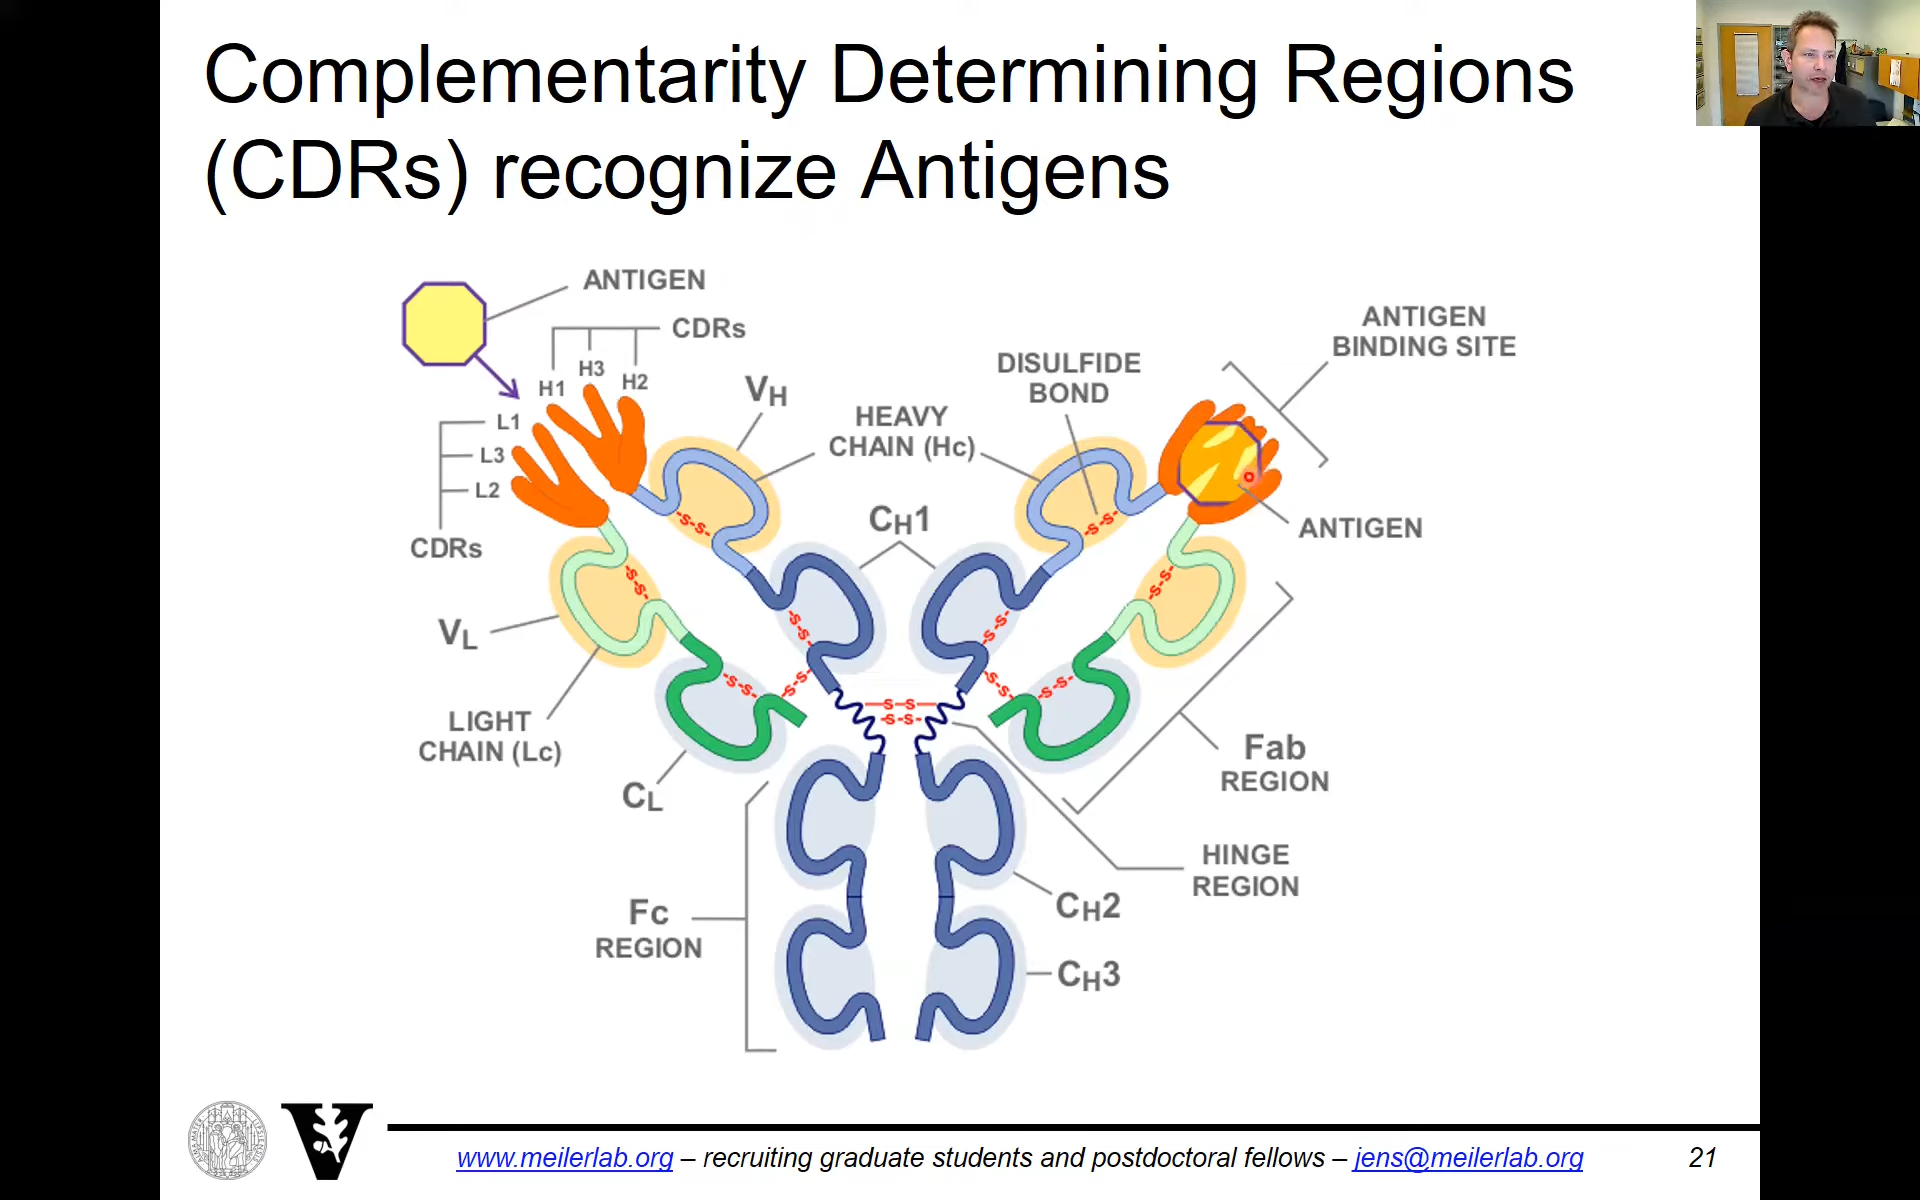 Complementarity Determining Regions
(CDRs) recognize Antigens
ANTIGEN
CDRs
H1
H3
H2
L1
L3
L2
CDRs
VH
HEAVY
CHAIN (Hc)
DISULFIDE
BOND
ANTIGEN
BINDING SITE
ANTIGEN
CH1
VL
LIGHT
CHAIN (Lc)
CL
S-S
S-S
S-S
S-S
S-S
S-S
S-S
S-S
S-S
S-S
S-S
S-S
Fab
REGION
HINGE
REGION
Fc
REGION
CH2
CH3
www.meilerlab.org – recruiting graduate students and postdoctoral fellows – jens@meilerlab.org
21